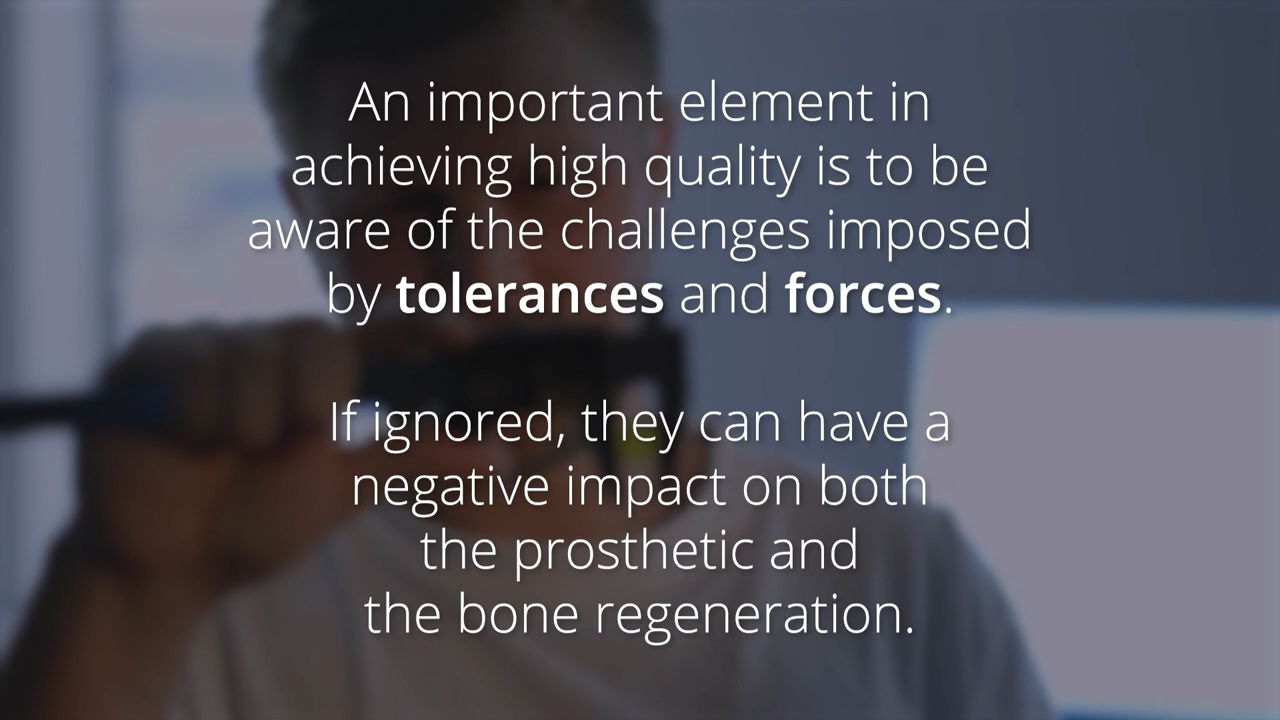 An important element in
achieving high quality is to be
aware of the challenges imposed
by tolerances and forces.
If ignored, they can have a
negative impact on both
the prosthetic and
the bone regeneration.